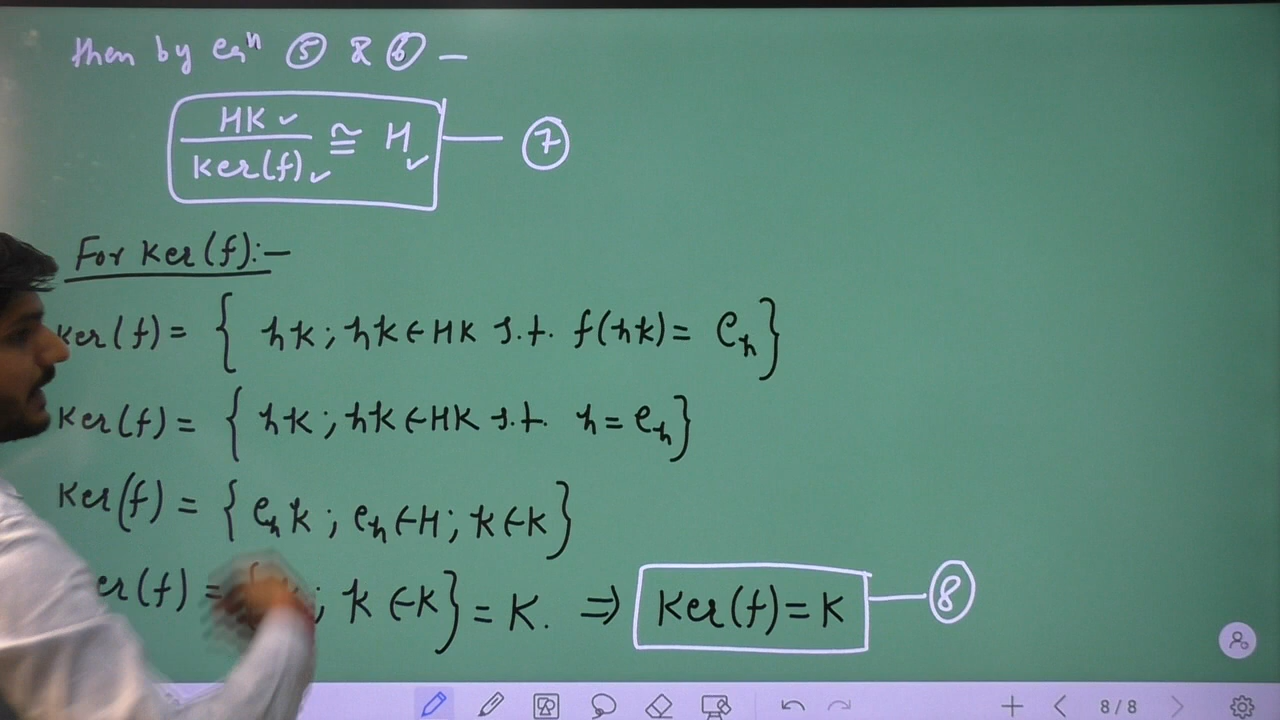 then by eqⁿ ⑤ & ⑥ —
HK / Ker(f) ≅ H — ⑦
For Ker(f):-
Ker(f) = { hk ; hk ∈ HK s.t. f(hk) = eₕ}
Ker(f) = { hk ; hk ∈ HK s.t. h = eₕ}
Ker(f) = { eₕk ; eₕ ∈ H ; k ∈ K}
er(f) = ; k ∈ K} = K. ⇒ Ker(f) = K — ⑧
8/8